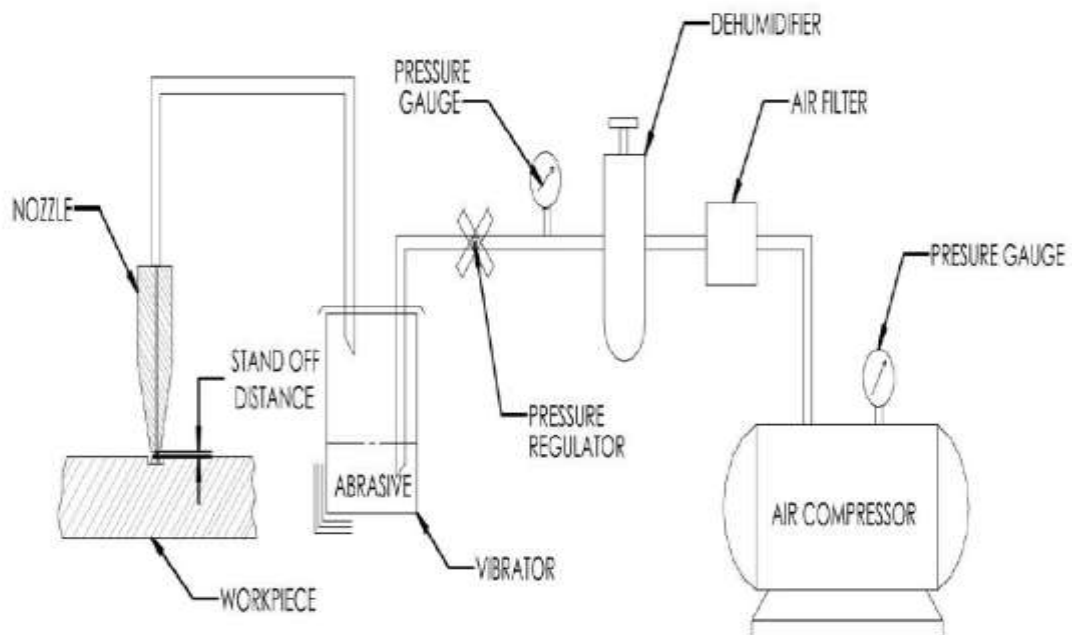 DEHUMIDIFIER
PRESSURE
GAUGE
AIR FILTER
NOZZLE
PRESURE GAUGE
STAND OFF
DISTANCE
PRESSURE
REGULATOR
ABRASIVE
AIR COMPRESSOR
VIBRATOR
WORKPIECE